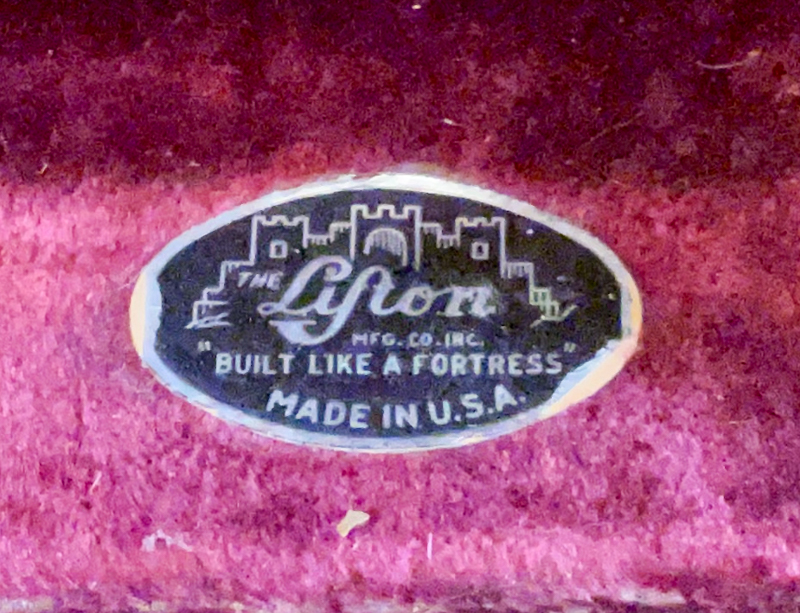 THE Lifton
MFG. CO. INC.
"BUILT LIKE A FORTRESS"
MADE IN U.S.A.